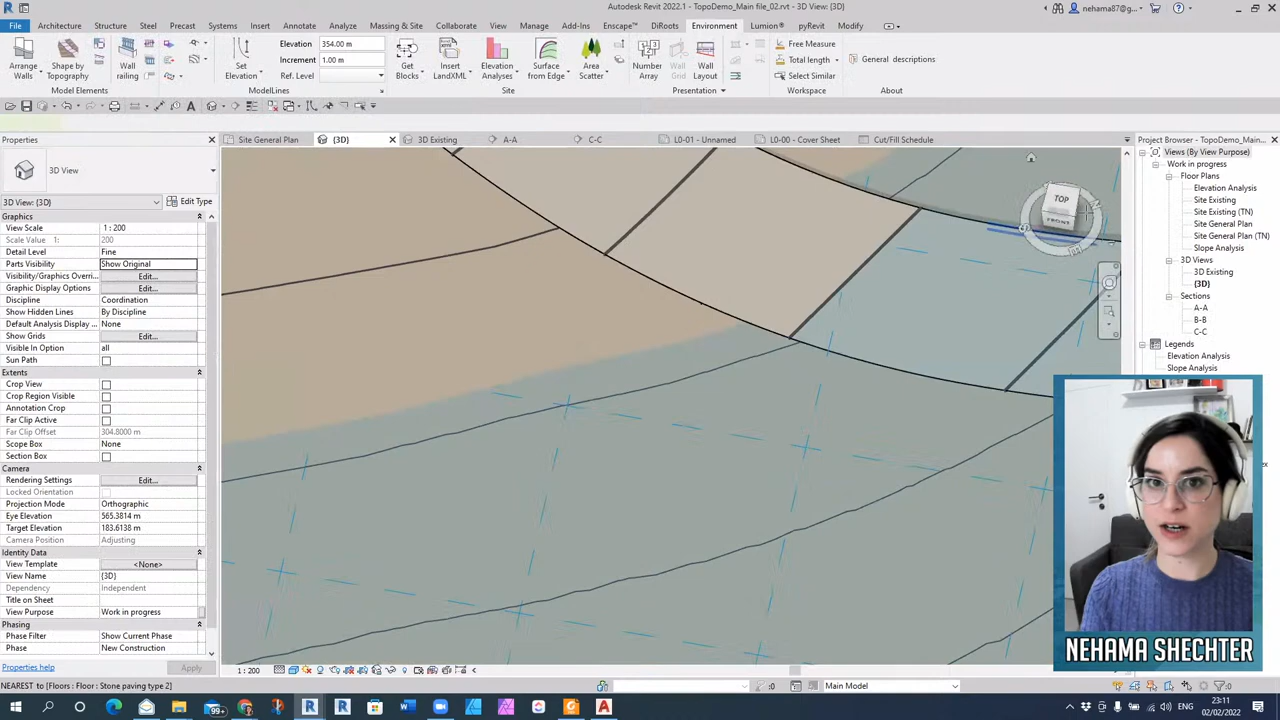 Autodesk Revit 2022.1 - TopoDemo_Main file_02.rvt - 3D View: {3D}
nehama87@g...
File Architecture Structure Steel Precast Systems Insert Annotate Analyze Massing & Site Collaborate View Manage Add-Ins Enscape™ DiRoots Environment Lumion® pyRevit Modify
Arrange Walls
Shape by Topography
Wall railing
Model Elements
Set Elevation
Elevation 354.00 m
Increment 1.00 m
Ref. Level
ModelLines
Get Blocks
Insert LandXML
Elevation Analyses
Surface from Edge
Area Scatter
Site
Number Array
Wall Grid
Wall Layout
Presentation
Free Measure
Total length
Select Similar
Workspace
General descriptions
About
Properties
Site General Plan
{3D}
3D Existing
A-A
C-C
L0-01 - Unnamed
L0-00 - Cover Sheet
Cut/Fill Schedule
Project Browser - TopoDemo_Main...
3D View
3D View: {3D}
Edit Type
Graphics
View Scale 1 : 200
Scale Value 1: 200
Detail Level Fine
Parts Visibility Show Original
Visibility/Graphics Overri... Edit...
Graphic Display Options Edit...
Discipline Coordination
Show Hidden Lines By Discipline
Default Analysis Display ... None
Show Grids Edit...
Visible In Option all
Sun Path
Extents
Crop View
Crop Region Visible
Annotation Crop
Far Clip Active
Far Clip Offset 304.8000 m
Scope Box None
Section Box
Camera
Rendering Settings Edit...
Locked Orientation
Projection Mode Orthographic
Eye Elevation 565.3814 m
Target Elevation 183.6138 m
Camera Position Adjusting
Identity Data
View Template <None>
View Name {3D}
Dependency Independent
Title on Sheet
View Purpose Work in progress
Phasing
Phase Filter Show Current Phase
Phase New Construction
Properties help
Apply
TOP
FRONT
Views (By View Purpose)
Work in progress
Floor Plans
Elevation Analysis
Site Existing
Site Existing (TN)
Site General Plan
Site General Plan (TN)
Slope Analysis
3D Views
3D Existing
{3D}
Sections
A-A
B-B
C-C
Legends
Elevation Analysis
Slope Analysis
NEHAMA SHECHTER
1 : 200
NEAREST to [Floors : Floor : Stone paving type 2]
:0
Main Model
:0
99+
ENG
23:11
02/02/2022